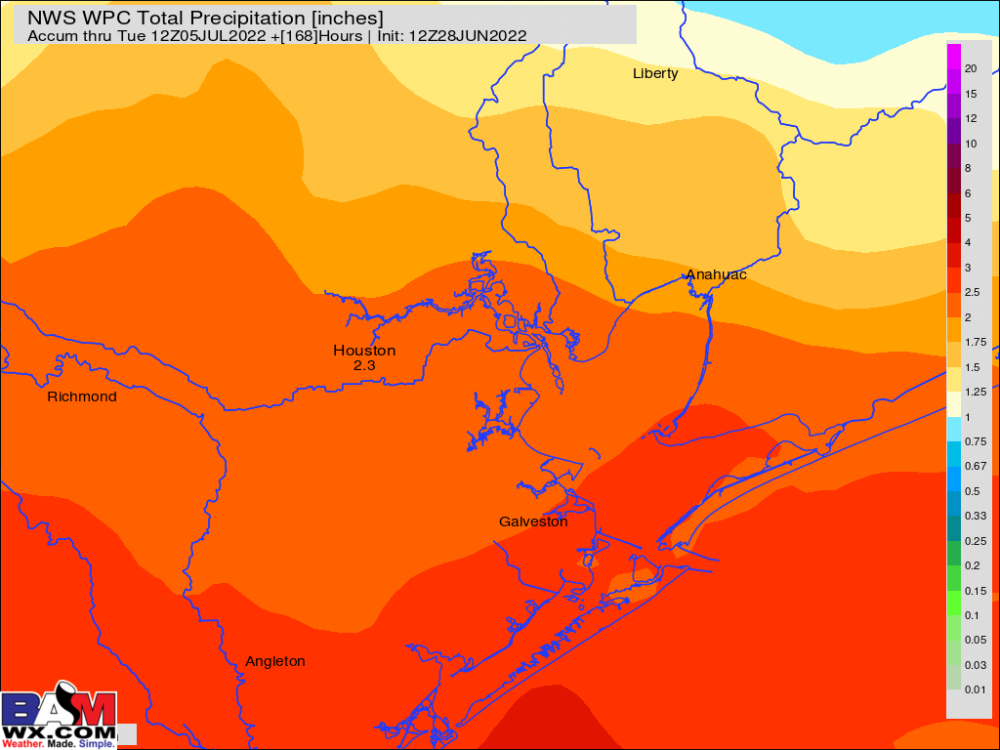 NWS WPC Total Precipitation [inches]
Accum thru Tue 12Z05JUL2022 +[168]Hours | Init: 12Z28JUN2022
Liberty
Anahuac
Houston
2.3
Richmond
Galveston
Angleton
20
15
12
10
8
6
5
4
3
2.5
2
1.75
1.5
1.25
1
0.75
0.67
0.5
0.33
0.25
0.2
0.15
0.1
0.05
0.03
0.01
BAM
WX.COM
Weather. Made. Simple.